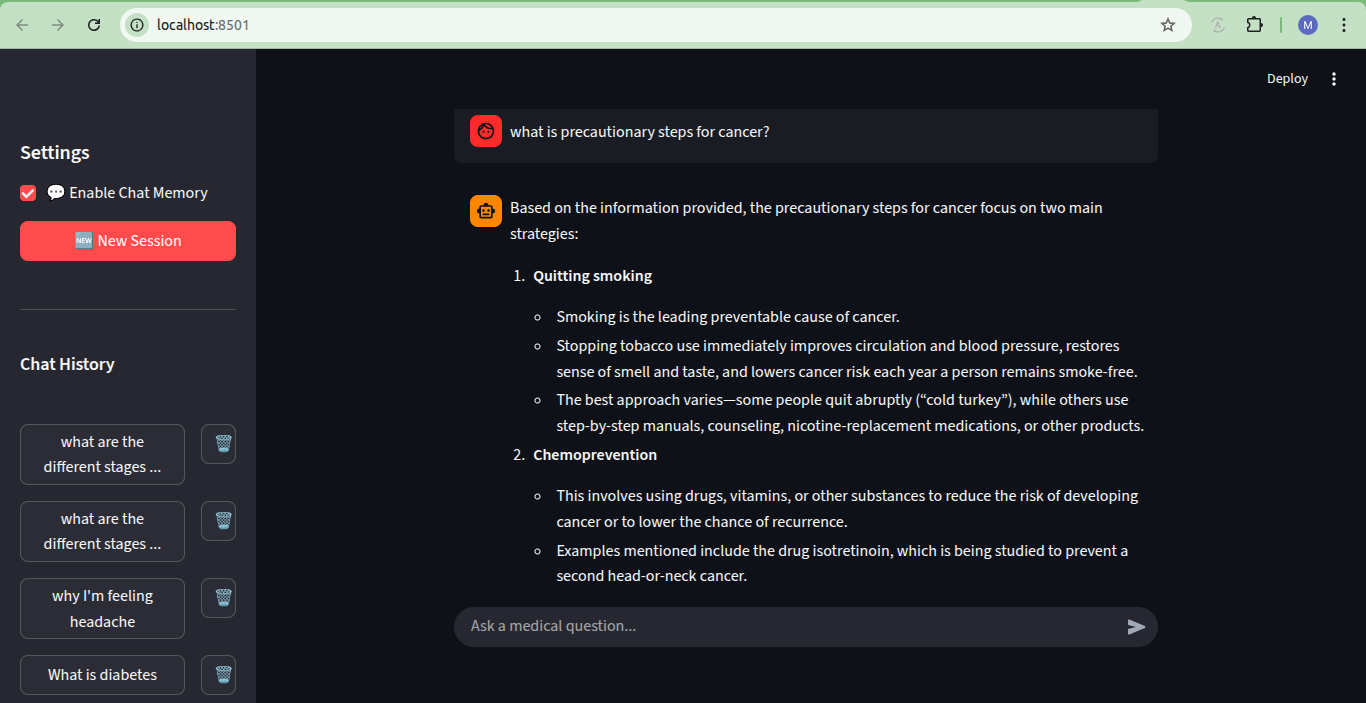 localhost:8501
M
Deploy
Settings
💬 Enable Chat Memory
🆕 New Session
Chat History
what are the
different stages ...
what are the
different stages ...
why I'm feeling
headache
What is diabetes
what is precautionary steps for cancer?
Based on the information provided, the precautionary steps for cancer focus on two main
strategies:
1. Quitting smoking
◦ Smoking is the leading preventable cause of cancer.
◦ Stopping tobacco use immediately improves circulation and blood pressure, restores
sense of smell and taste, and lowers cancer risk each year a person remains smoke-free.
◦ The best approach varies—some people quit abruptly (“cold turkey”), while others use
step-by-step manuals, counseling, nicotine-replacement medications, or other products.
2. Chemoprevention
◦ This involves using drugs, vitamins, or other substances to reduce the risk of developing
cancer or to lower the chance of recurrence.
◦ Examples mentioned include the drug isotretinoin, which is being studied to prevent a
second head-or-neck cancer.
Ask a medical question...